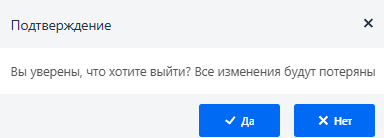 Подтверждение
Вы уверены, что хотите выйти? Все изменения будут потеряны
Да
Нет